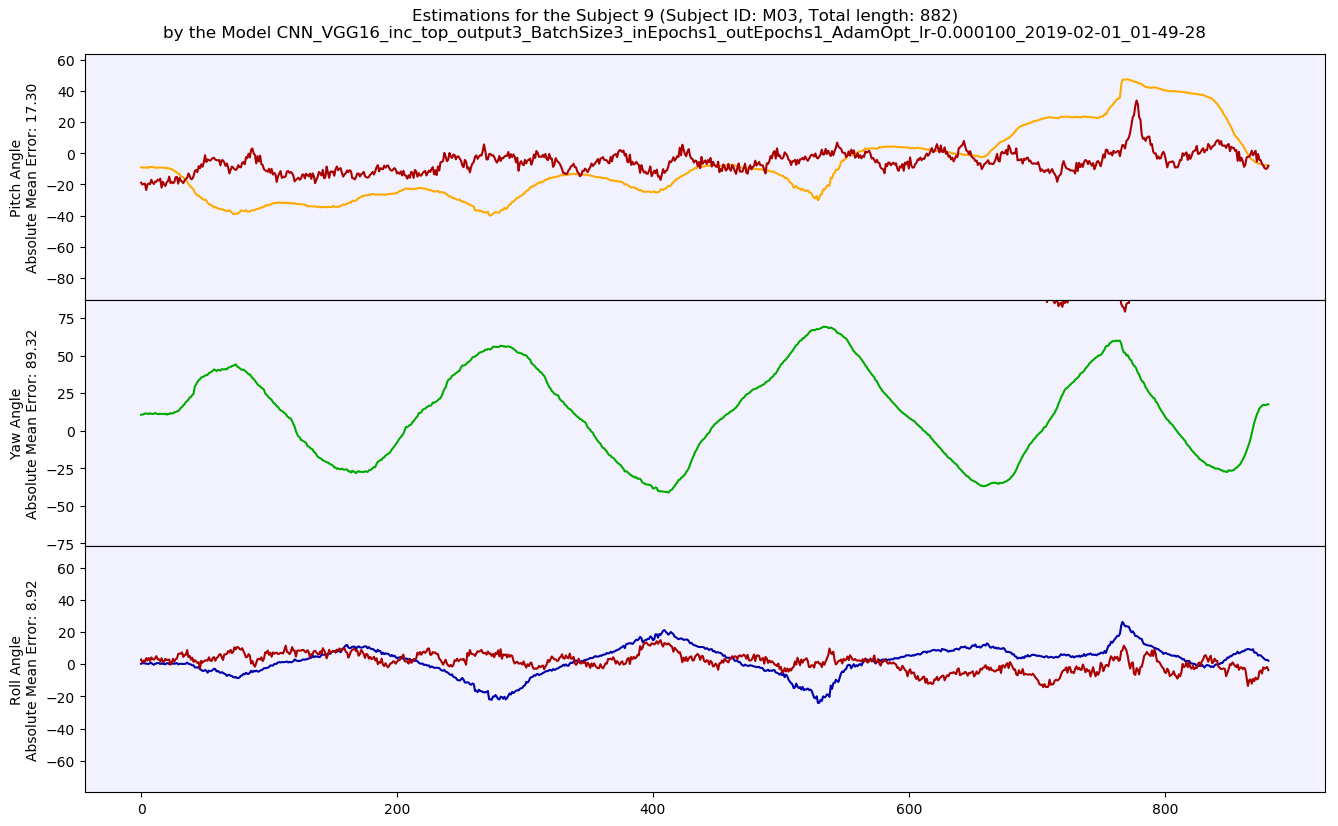 Estimations for the Subject 9 (Subject ID: M03, Total length: 882)
by the Model CNN_VGG16_inc_top_output3_BatchSize3_inEpochs1_outEpochs1_AdamOpt_lr-0.000100_2019-02-01_01-49-28
Pitch Angle
Absolute Mean Error: 17.30
60
40
20
0
−20
−40
−60
−80
Yaw Angle
Absolute Mean Error: 89.32
75
50
25
0
−25
−50
−75
Roll Angle
Absolute Mean Error: 8.92
60
40
20
0
−20
−40
−60
0 200 400 600 800